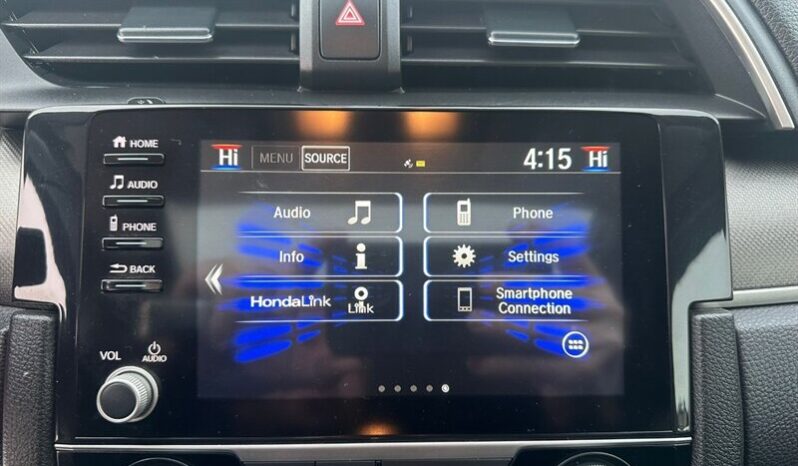 HOME
AUDIO
PHONE
BACK
VOL
AUDIO
Hi MENU SOURCE 4:15 Hi
Audio
Phone
Info
Settings
HondaLink Link
Smartphone
Connection